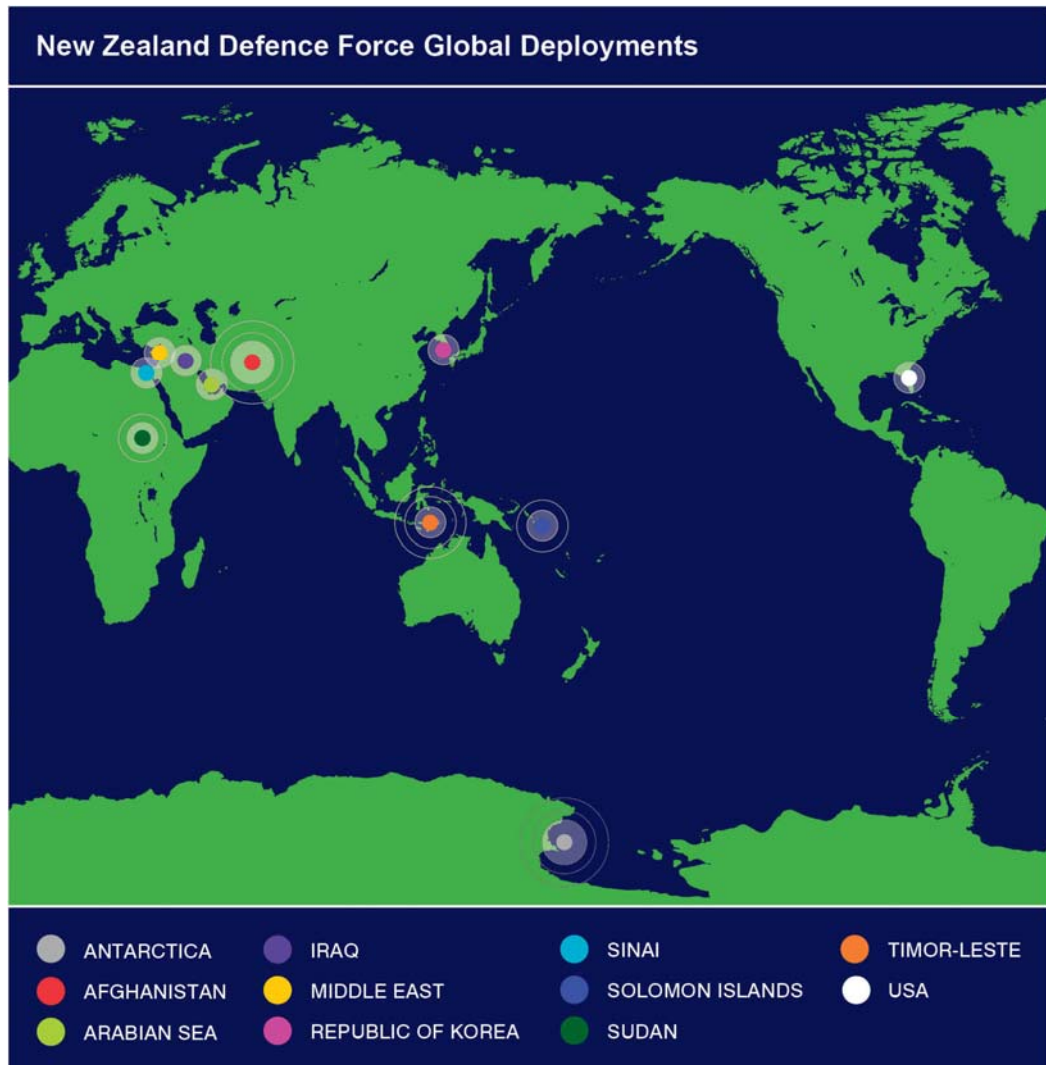 New Zealand Defence Force Global Deployments
ANTARCTICA
AFGHANISTAN
ARABIAN SEA
IRAQ
MIDDLE EAST
REPUBLIC OF KOREA
SINAI
SOLOMON ISLANDS
SUDAN
TIMOR-LESTE
USA